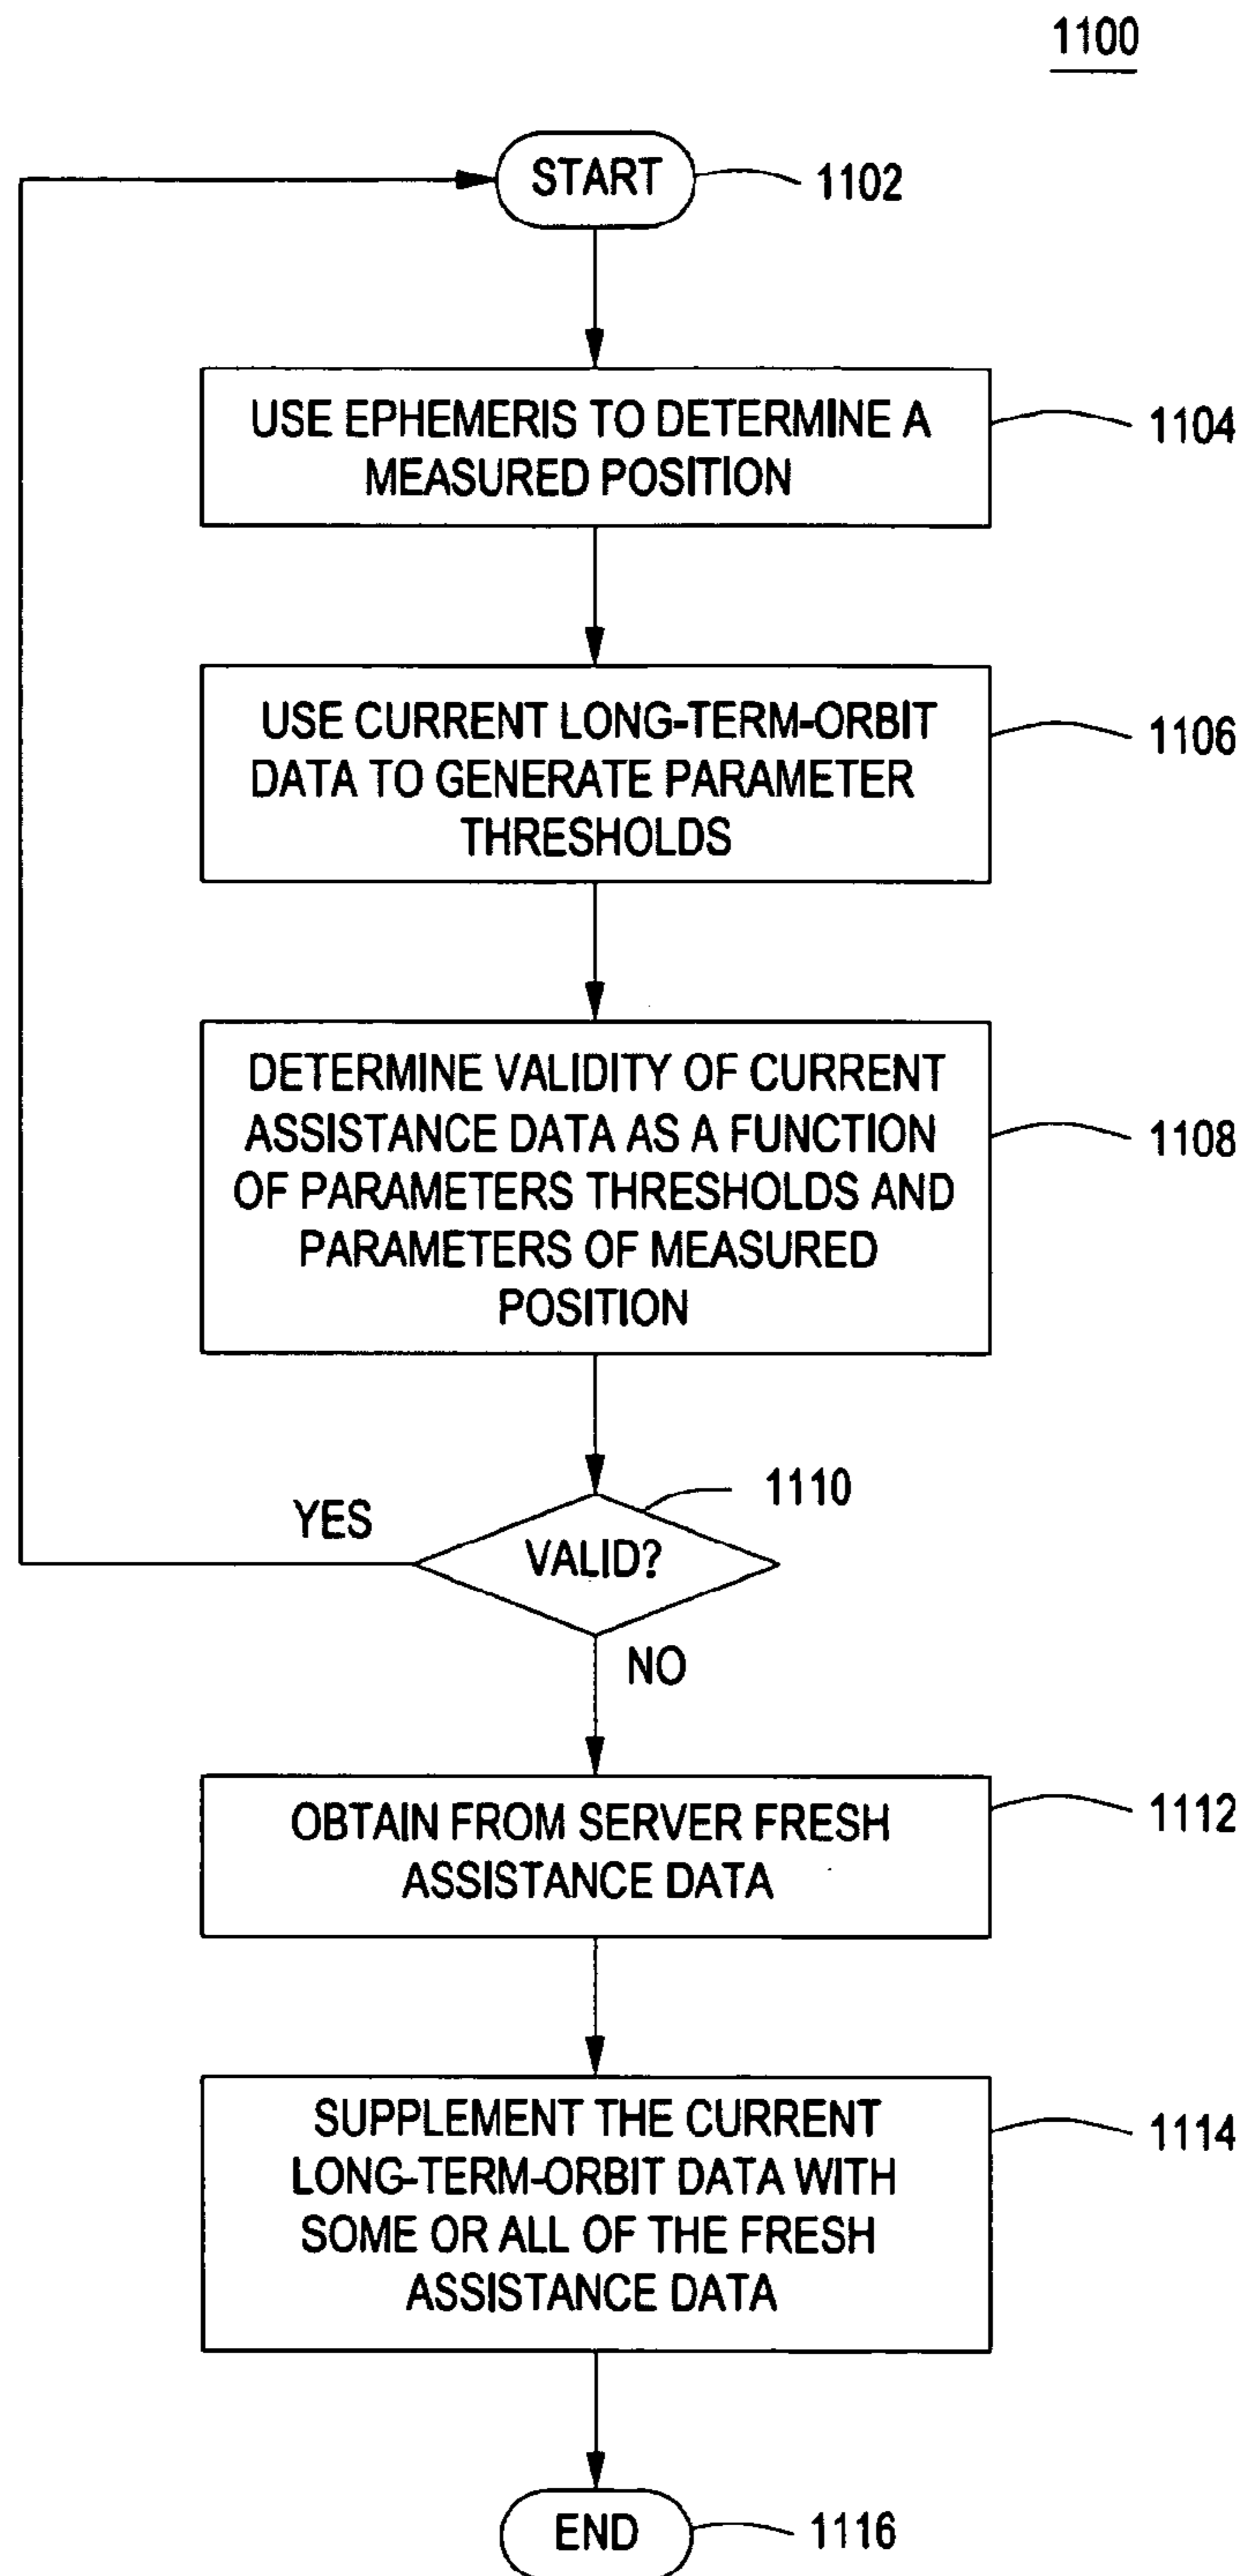 1100
START
1102
USE EPHEMERIS TO DETERMINE A
MEASURED POSITION
1104
USE CURRENT LONG-TERM-ORBIT
DATA TO GENERATE PARAMETER
THRESHOLDS
1106
DETERMINE VALIDITY OF CURRENT
ASSISTANCE DATA AS A FUNCTION
OF PARAMETERS THRESHOLDS AND
PARAMETERS OF MEASURED
POSITION
1108
1110
YES
VALID?
NO
OBTAIN FROM SERVER FRESH
ASSISTANCE DATA
1112
SUPPLEMENT THE CURRENT
LONG-TERM-ORBIT DATA WITH
SOME OR ALL OF THE FRESH
ASSISTANCE DATA
1114
END
1116